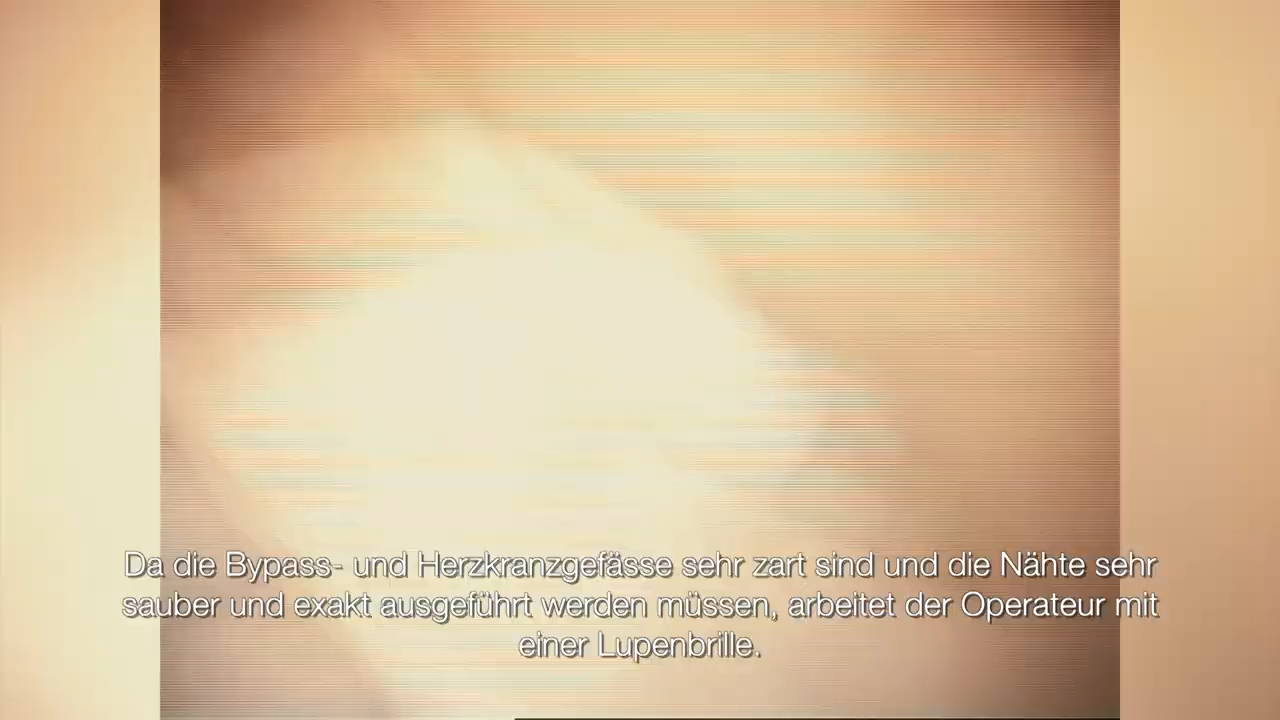 Da die Bypass- und Herzkranzgefässe sehr zart sind und die Nähte sehr
sauber und exakt ausgeführt werden müssen, arbeitet der Operateur mit
einer Lupenbrille.